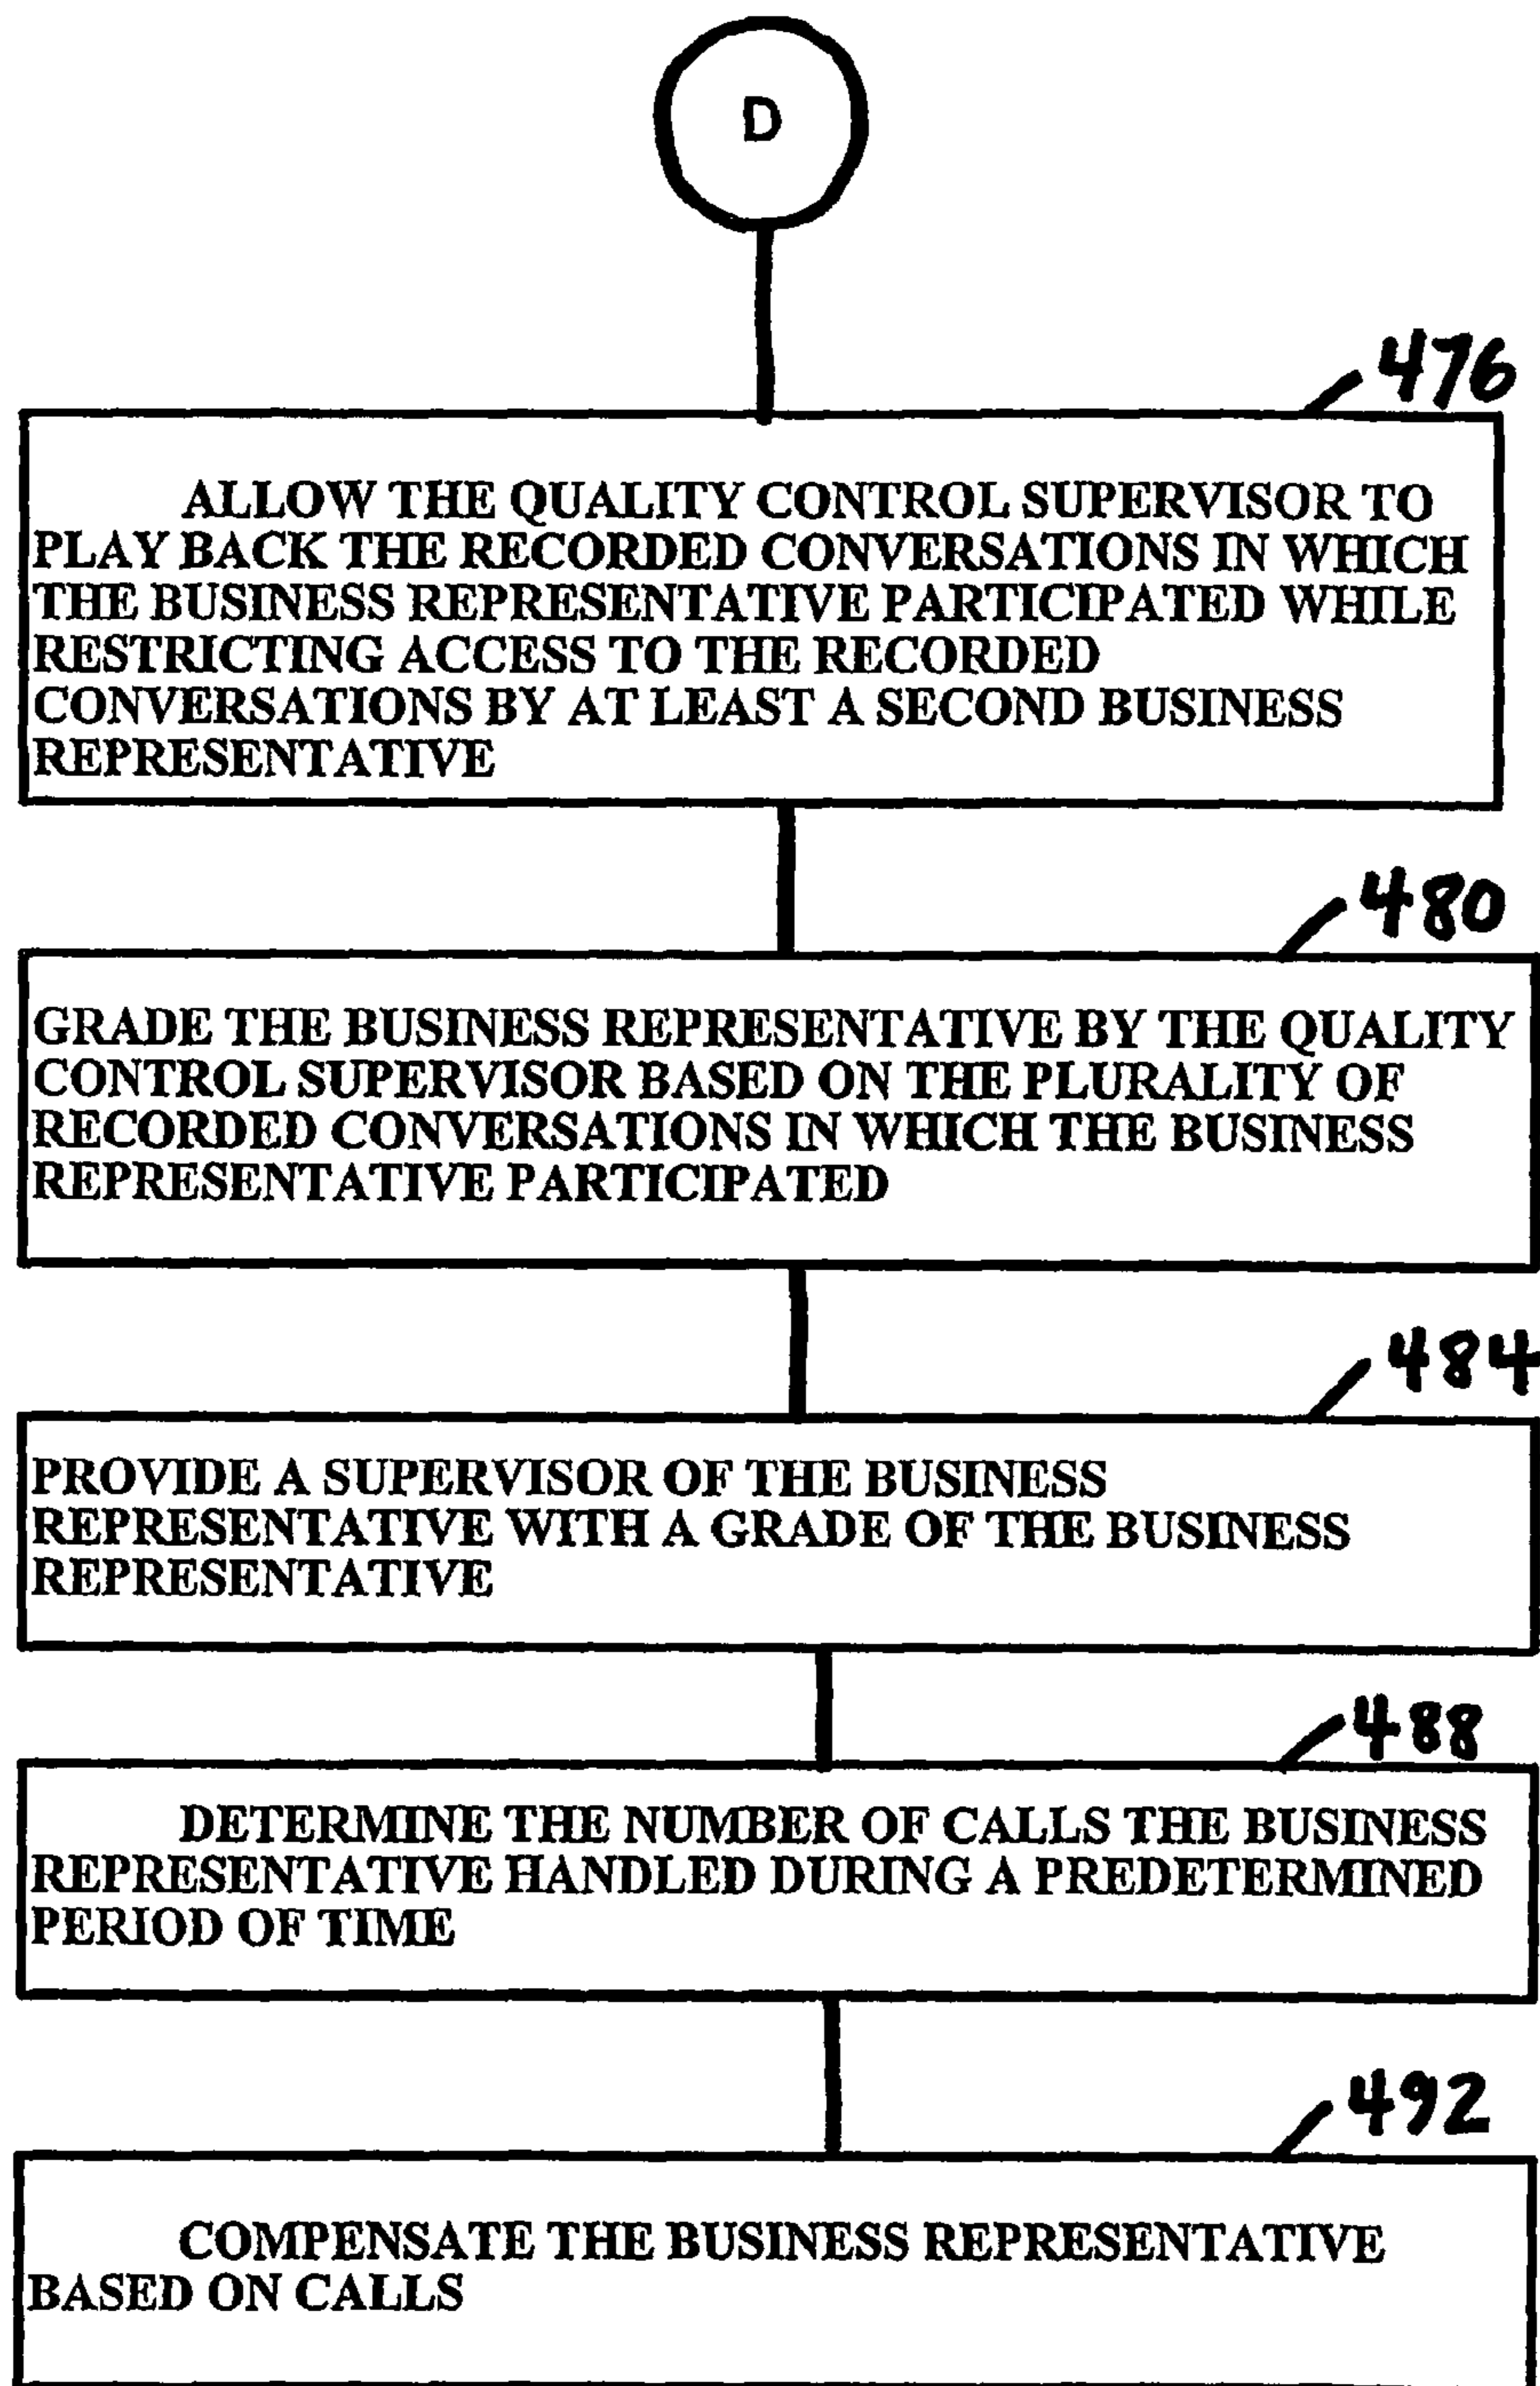 D
476
ALLOW THE QUALITY CONTROL SUPERVISOR TO
PLAY BACK THE RECORDED CONVERSATIONS IN WHICH
THE BUSINESS REPRESENTATIVE PARTICIPATED WHILE
RESTRICTING ACCESS TO THE RECORDED
CONVERSATIONS BY AT LEAST A SECOND BUSINESS
REPRESENTATIVE
480
GRADE THE BUSINESS REPRESENTATIVE BY THE QUALITY
CONTROL SUPERVISOR BASED ON THE PLURALITY OF
RECORDED CONVERSATIONS IN WHICH THE BUSINESS
REPRESENTATIVE PARTICIPATED
484
PROVIDE A SUPERVISOR OF THE BUSINESS
REPRESENTATIVE WITH A GRADE OF THE BUSINESS
REPRESENTATIVE
488
DETERMINE THE NUMBER OF CALLS THE BUSINESS
REPRESENTATIVE HANDLED DURING A PREDETERMINED
PERIOD OF TIME
492
COMPENSATE THE BUSINESS REPRESENTATIVE
BASED ON CALLS